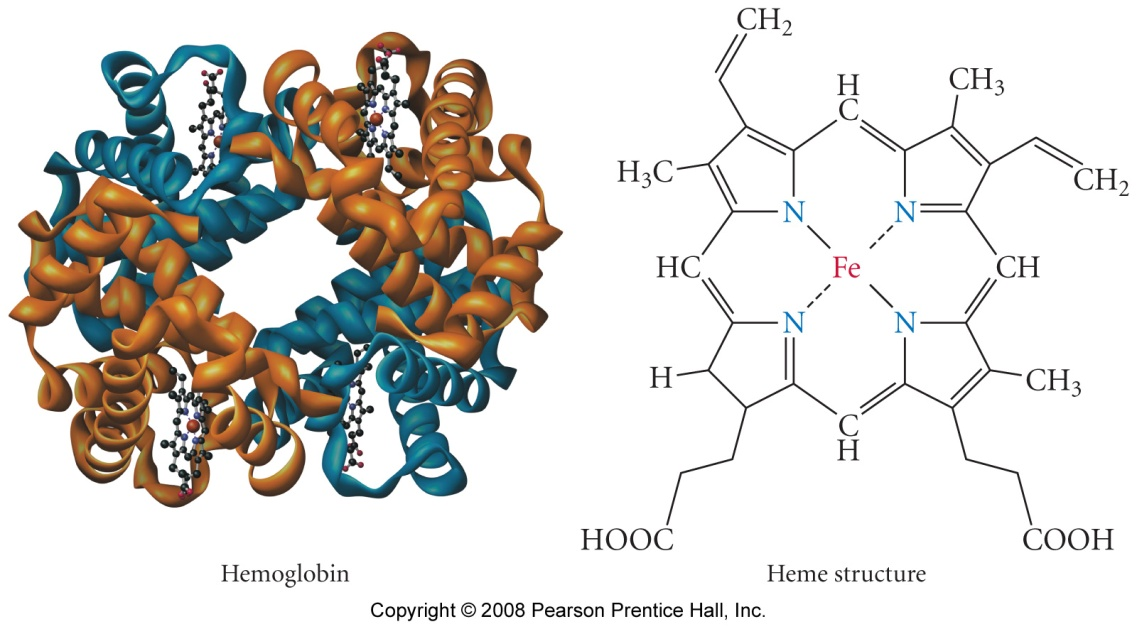 CH₂
H
CH₃
H₃C
CH₂
N
N
HC
Fe
CH
N
N
H
CH₃
C
H
HOOC
COOH
Hemoglobin
Heme structure
Copyright © 2008 Pearson Prentice Hall, Inc.